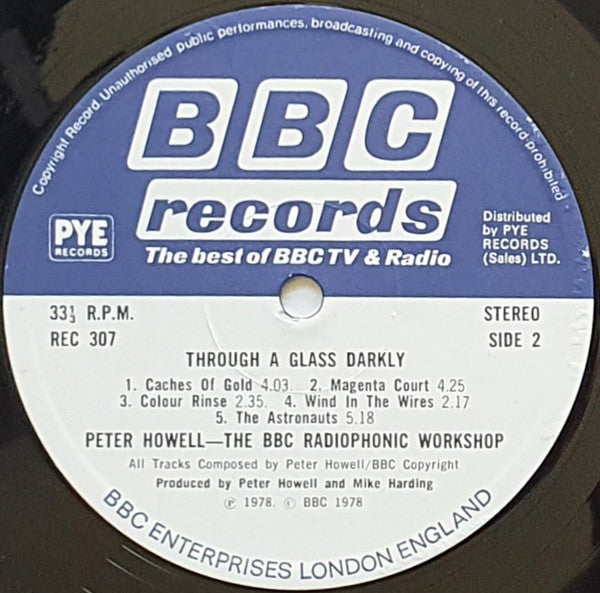 Copyright Record. Unauthorised public performances, broadcasting and copying of this record prohibited
BBC
records
The best of BBC TV & Radio
PYE
RECORDS
Distributed
by PYE
RECORDS
(Sales) LTD.
33⅓ R.P.M.
REC 307
STEREO
SIDE 2
THROUGH A GLASS DARKLY
1. Caches Of Gold 4.03. 2. Magenta Court 4.25
3. Colour Rinse 2.35. 4. Wind In The Wires 2.17
5. The Astronauts 5.18
PETER HOWELL—THE BBC RADIOPHONIC WORKSHOP
All Tracks Composed by Peter Howell/BBC Copyright
Produced by Peter Howell and Mike Harding
℗ 1978. © BBC 1978
BBC ENTERPRISES LONDON ENGLAND